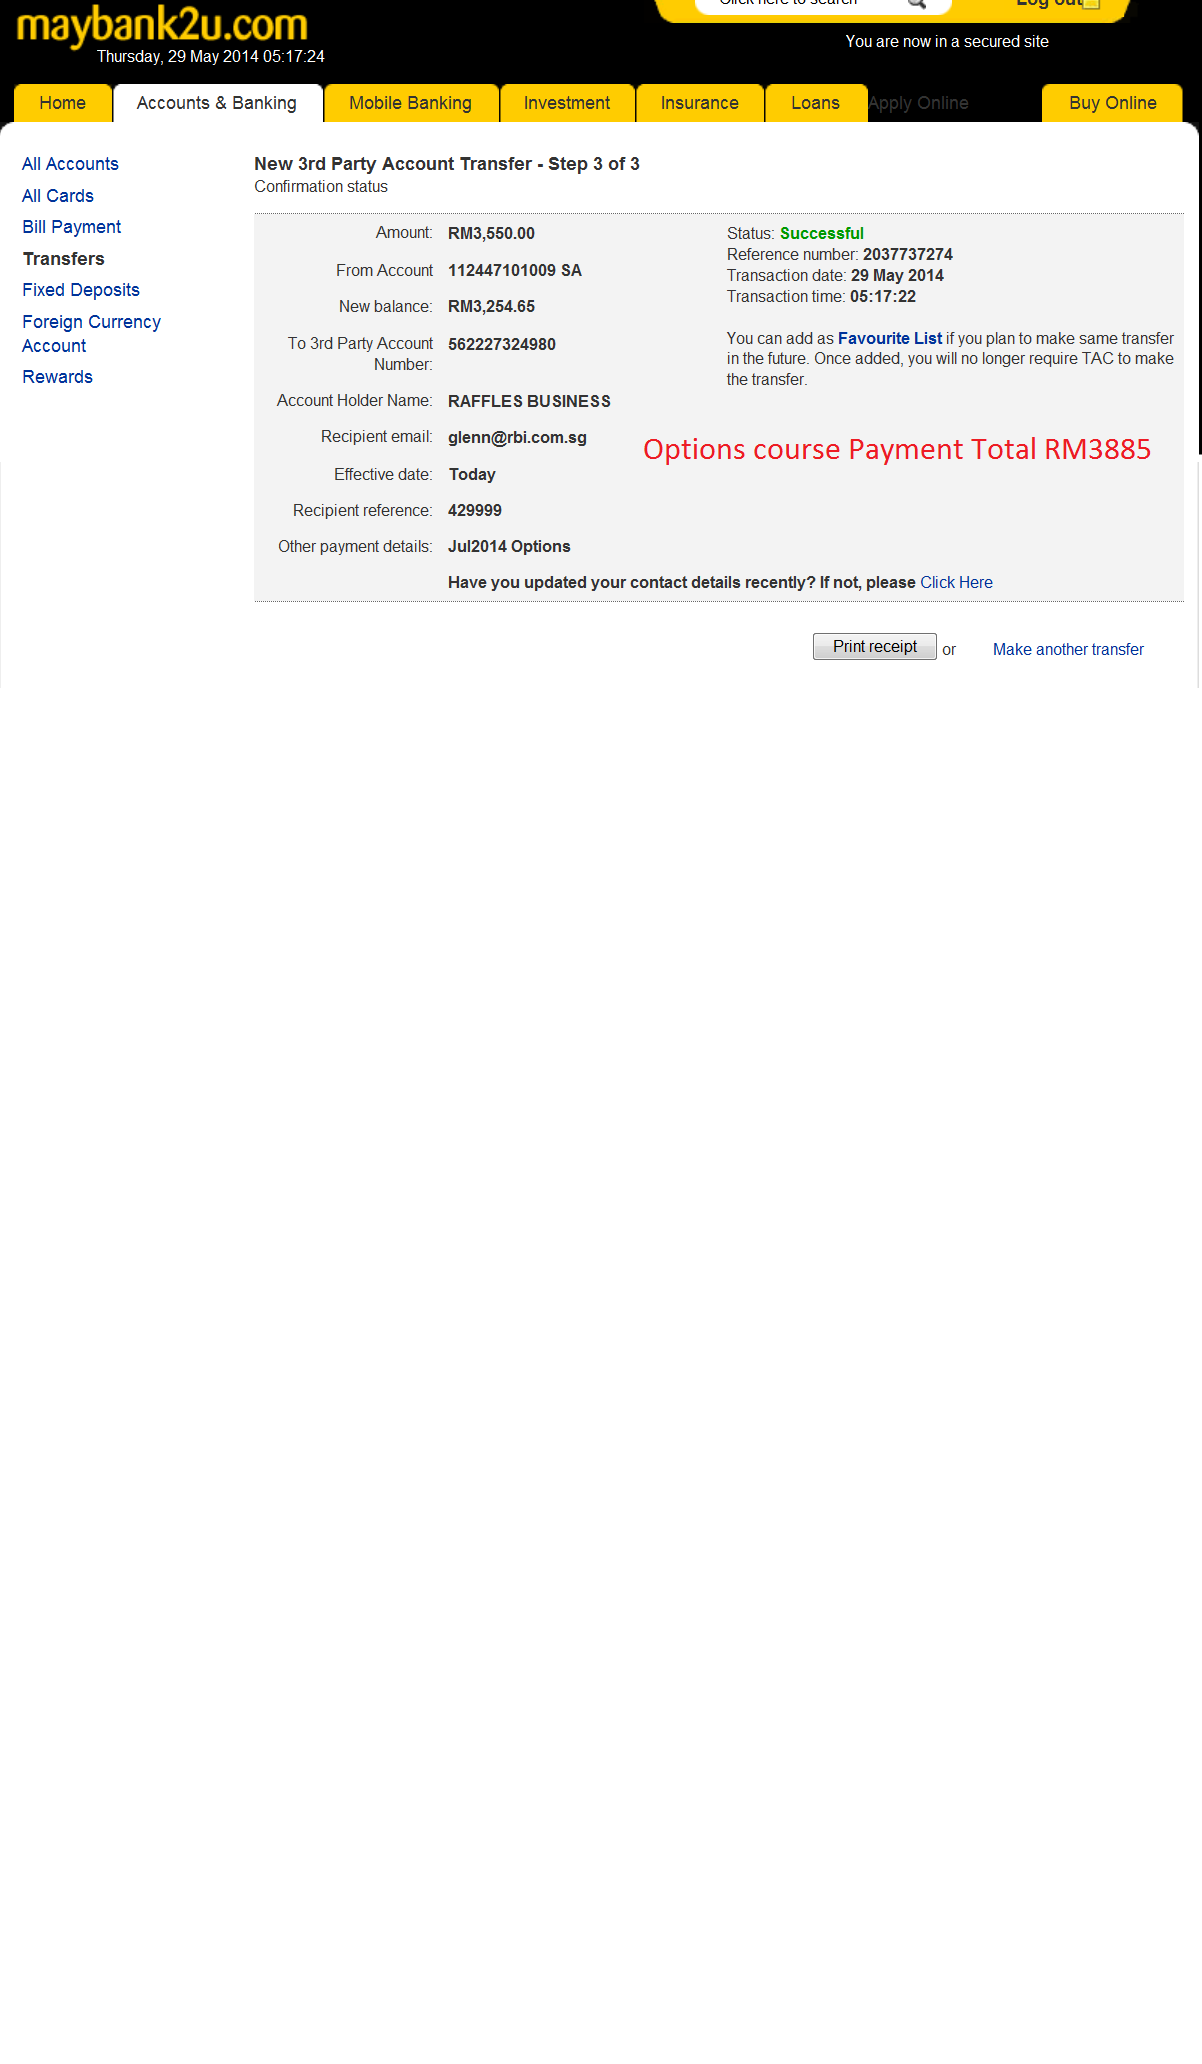 Click here to search
Log out
maybank2u.com
Thursday, 29 May 2014 05:17:24
You are now in a secured site
Home Accounts & Banking Mobile Banking Investment Insurance Loans Apply Online Buy Online
All Accounts
All Cards
Bill Payment
Transfers
Fixed Deposits
Foreign Currency
Account
Rewards
New 3rd Party Account Transfer - Step 3 of 3
Confirmation status
Amount: RM3,550.00
From Account 112447101009 SA
New balance: RM3,254.65
To 3rd Party Account 562227324980
Number:
Account Holder Name: RAFFLES BUSINESS
Recipient email: glenn@rbi.com.sg
Effective date: Today
Recipient reference: 429999
Other payment details: Jul2014 Options
Have you updated your contact details recently? If not, please Click Here
Status: Successful
Reference number: 2037737274
Transaction date: 29 May 2014
Transaction time: 05:17:22
You can add as Favourite List if you plan to make same transfer
in the future. Once added, you will no longer require TAC to make
the transfer.
Options course Payment Total RM3885
Print receipt or Make another transfer